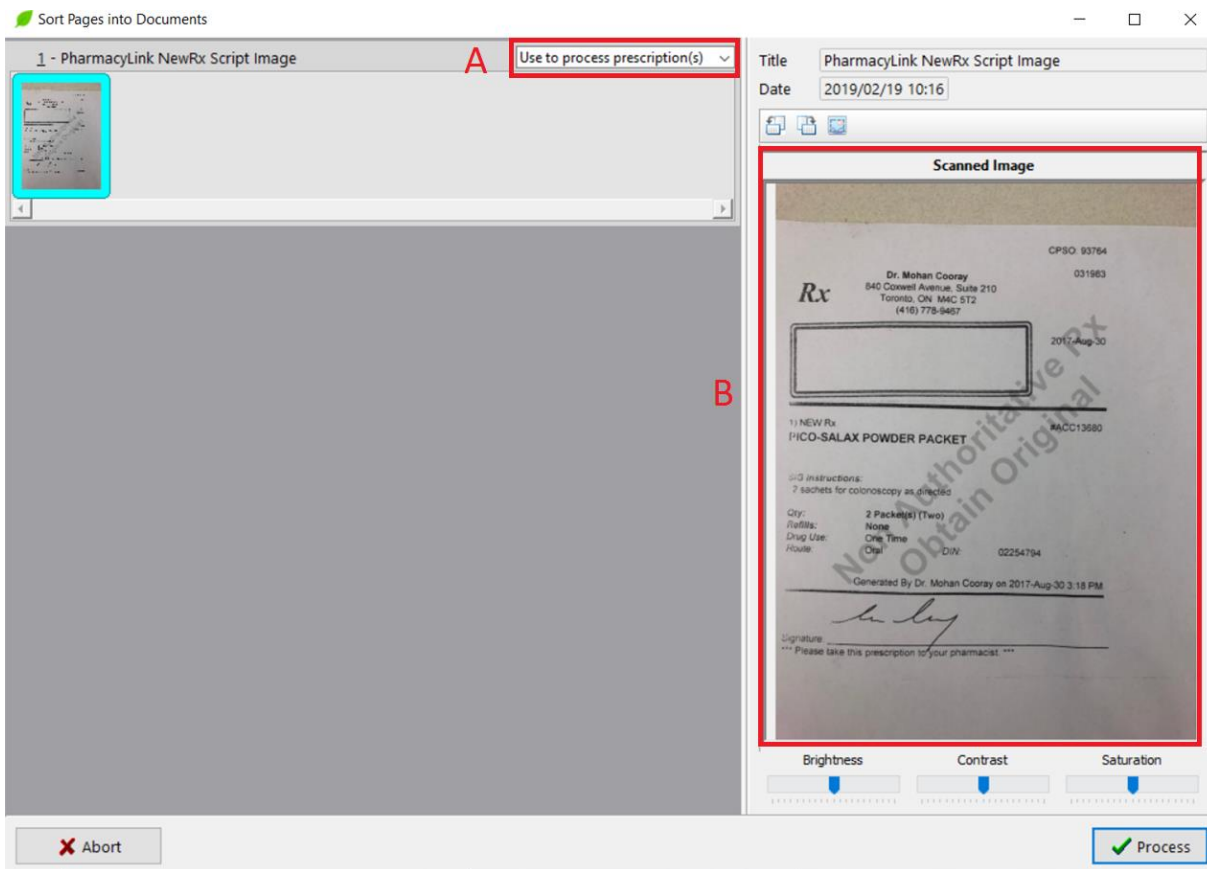 Sort Pages into Documents
1 - PharmacyLink NewRx Script Image
A
Use to process prescription(s)
B
Title PharmacyLink NewRx Script Image
Date 2019/02/19 10:16
Scanned Image
CPSO: 93764
031983
Rx
Dr. Mohan Cooray
840 Coxwell Avenue, Suite 210
Toronto, ON M4C 5T2
(416) 778-9467
2017-Aug-30
1) NEW Rx
#ACC13680
PICO-SALAX POWDER PACKET
SIG Instructions:
2 sachets for colonoscopy as directed
Qty: 2 Packet(s) (Two)
Refills: None
Drug Use: One Time
Route: Oral DIN: 02254794
Generated By Dr. Mohan Cooray on 2017-Aug-30 3:18 PM
Signature
*** Please take this prescription to your pharmacist. ***
Non Authoritative Rx
Obtain Original
Brightness Contrast Saturation
Abort
Process